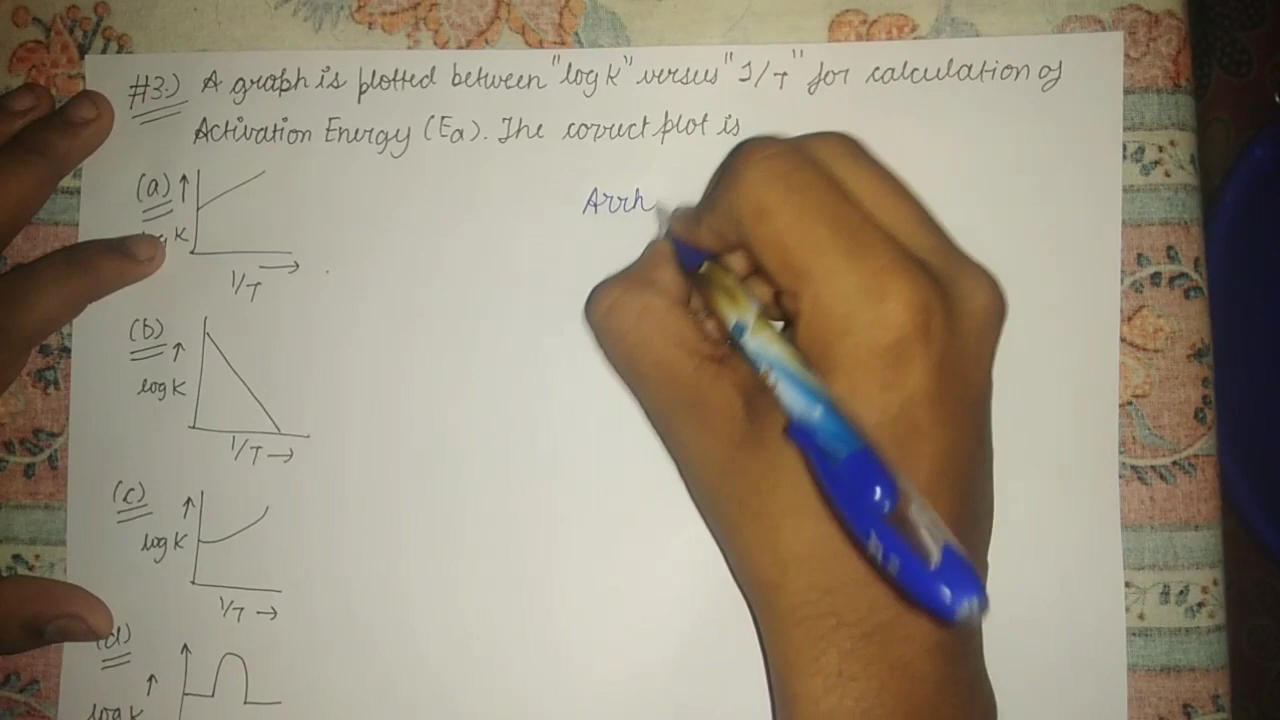 #3.) A graph is plotted between "log K" versus "1/T" for calculation of
Activation Energy (Ea). The correct plot is
Arrh
(a) ↑
K
1/T →
(b) ↑
log K
1/T →
(c) ↑
log K
1/T →
(d)
↑
log K